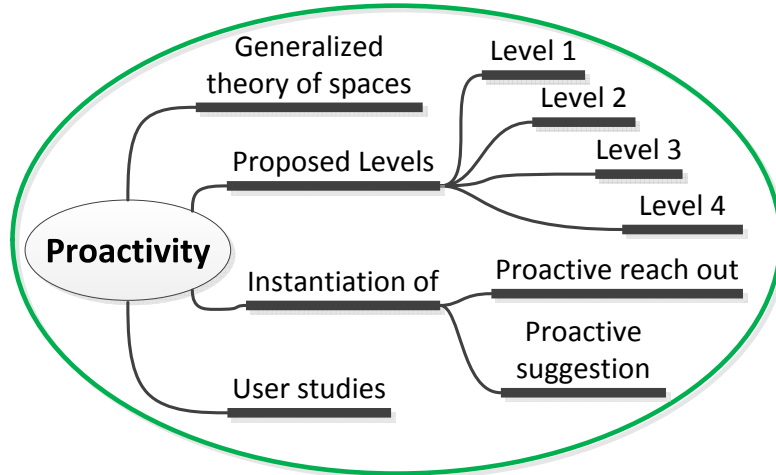 Generalized
theory of spaces
Level 1
Level 2
Proposed Levels
Level 3
Level 4
Proactivity
Instantiation of
Proactive reach out
Proactive
suggestion
User studies